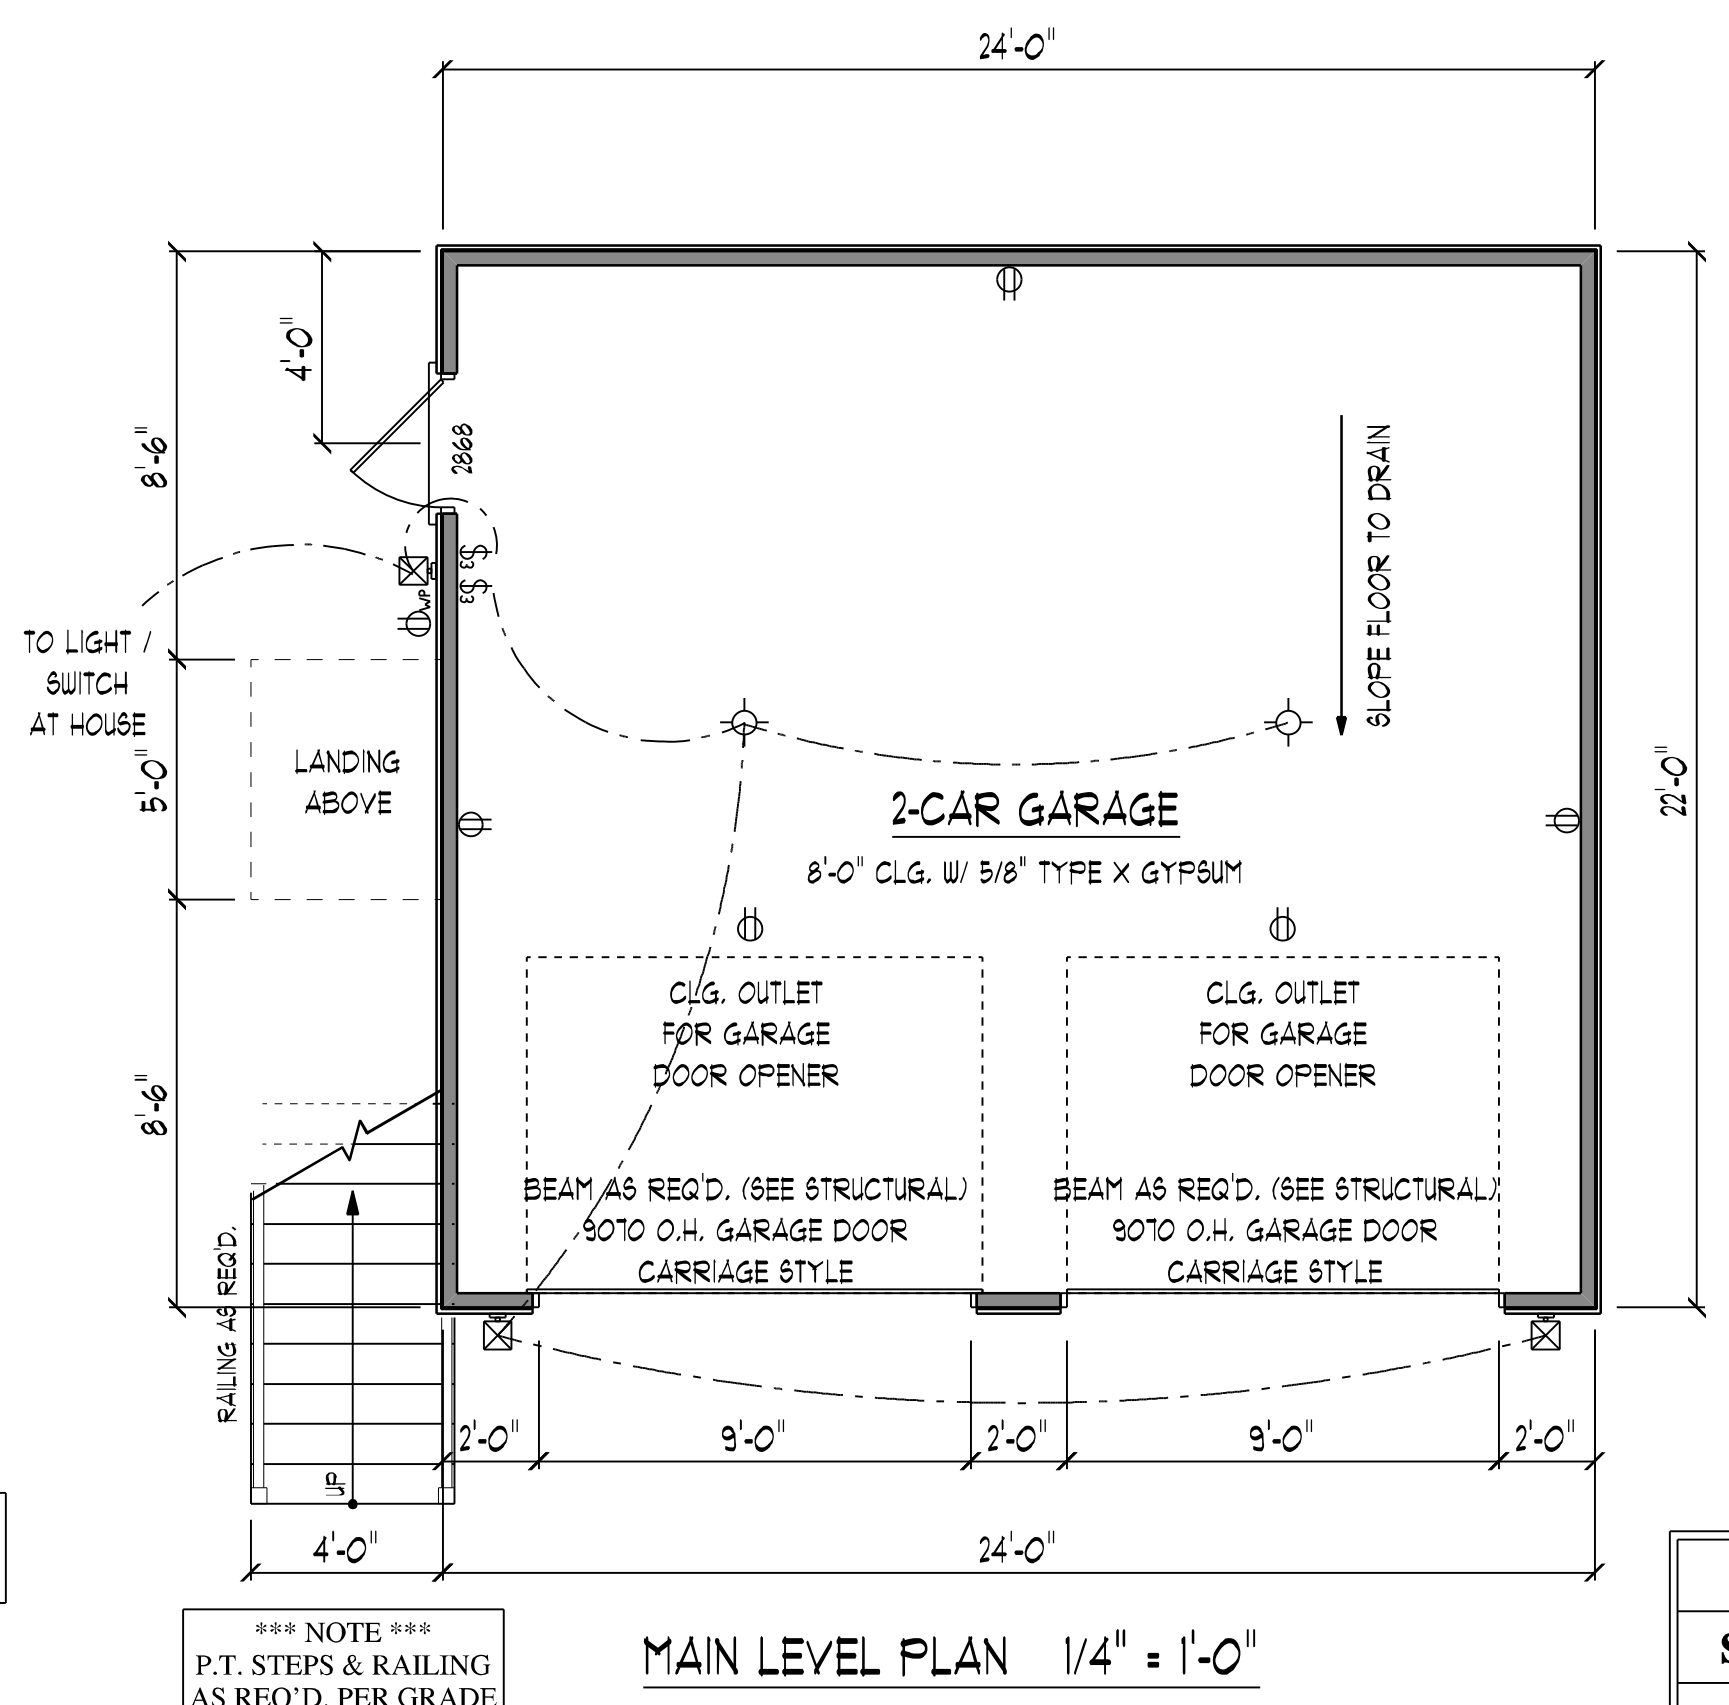 24'-0"
4'-0"
8'-6"
2868
SLOPE FLOOR TO DRAIN
$3
$3
WP
TO LIGHT /
SWITCH
AT HOUSE
5'-0"
LANDING
ABOVE
22'-0"
2-CAR GARAGE
8'-0" CLG. W/ 5/8" TYPE X GYPSUM
CLG. OUTLET
FOR GARAGE
DOOR OPENER
CLG. OUTLET
FOR GARAGE
DOOR OPENER
8'-6"
BEAM AS REQ'D. (SEE STRUCTURAL)
9070 O.H. GARAGE DOOR
CARRIAGE STYLE
BEAM AS REQ'D. (SEE STRUCTURAL)
9070 O.H. GARAGE DOOR
CARRIAGE STYLE
RAILING AS REQ'D.
UP
2'-0" 9'-0" 2'-0" 9'-0" 2'-0"
4'-0" 24'-0"
*** NOTE ***
P.T. STEPS & RAILING
AS REQ'D. PER GRADE
MAIN LEVEL PLAN 1/4" = 1'-0"